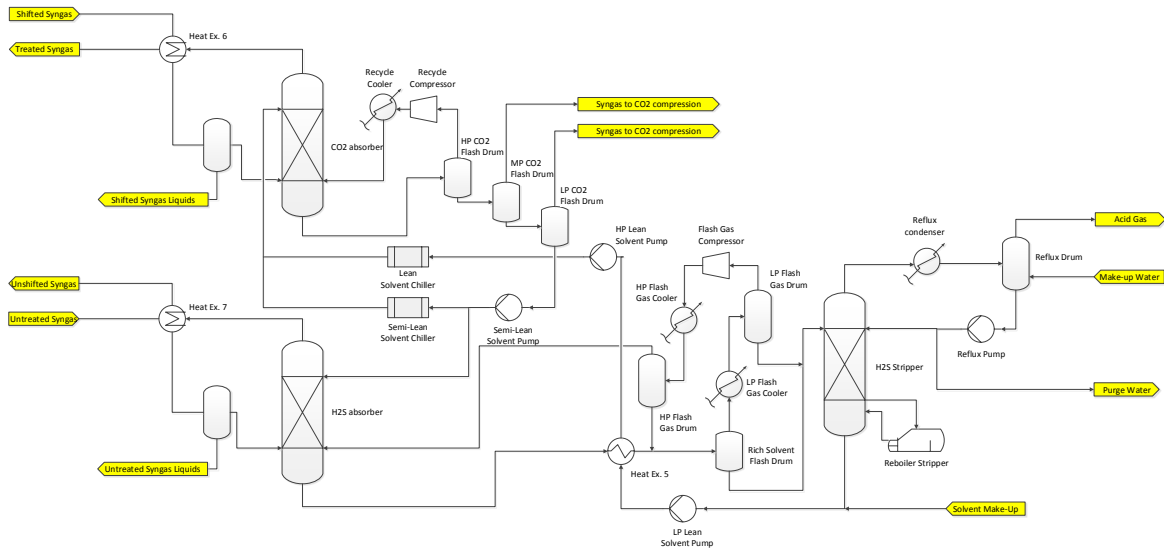 Shifted Syngas
Treated Syngas
Heat Ex. 6
Recycle
Cooler
Recycle
Compressor
CO2 absorber
HP CO2
Flash Drum
MP CO2
Flash Drum
LP CO2
Flash Drum
Syngas to CO2 compression
Syngas to CO2 compression
Shifted Syngas Liquids
HP Lean
Solvent Pump
Flash Gas
Compressor
LP Flash
Gas Drum
Reflux
condenser
Acid Gas
Reflux Drum
Make-up Water
Lean
Solvent Chiller
Unshifted Syngas
Untreated Syngas
Heat Ex. 7
HP Flash
Gas Cooler
Semi-Lean
Solvent Chiller
Semi-Lean
Solvent Pump
Reflux Pump
H2S Stripper
LP Flash
Gas Cooler
Purge Water
H2S absorber
HP Flash
Gas Drum
Rich Solvent
Flash Drum
Reboiler Stripper
Untreated Syngas Liquids
Heat Ex. 5
Solvent Make-Up
LP Lean
Solvent Pump